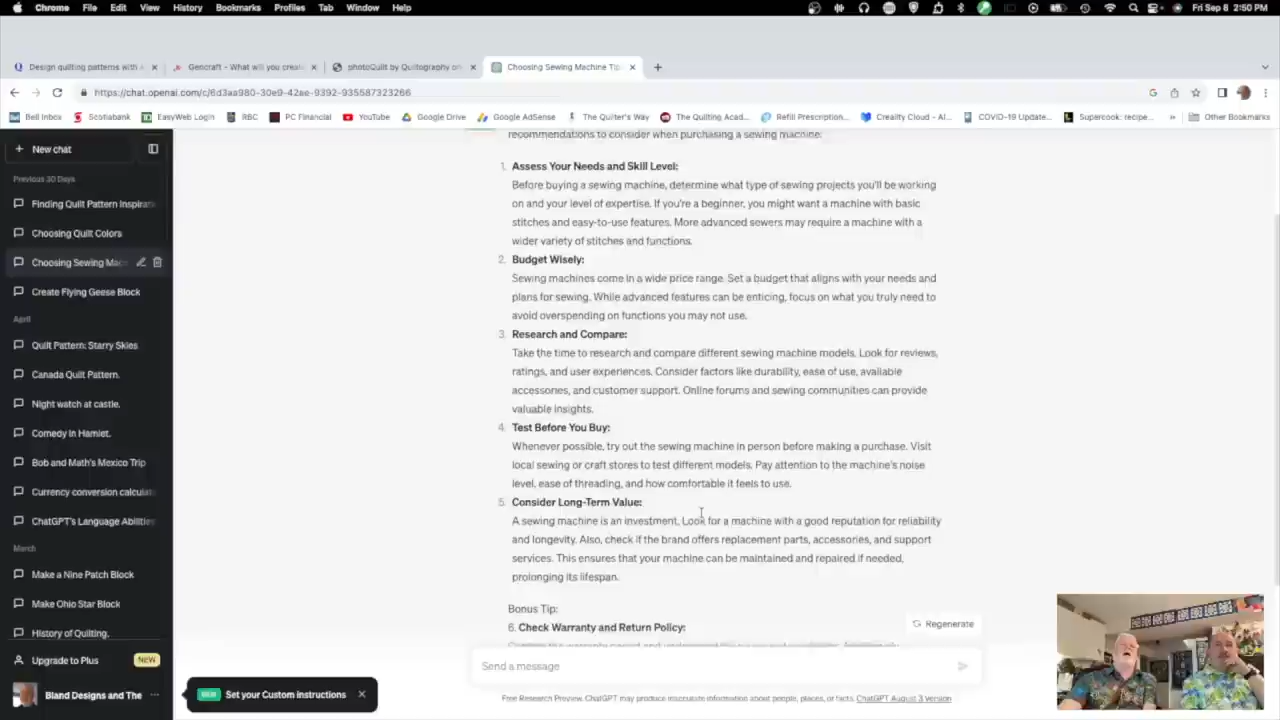 Chrome File Edit View History Bookmarks Profiles Tab Window Help Fri Sep 8 2:50 PM
Design quilting patterns with Gencraft - What will you creat photoQuilt by Quiltography on Choosing Sewing Machine Tip
https://chat.openai.com/c/6d3aa980-30e9-42ae-9392-935587323266
Bell Inbox Scotiabank EasyWeb Login RBC PC Financial YouTube Google Drive Google AdSense The Quilter's Way The Quilting Acad... Refill Prescription... Creality Cloud - Al... COVID-19 Update... Supercook: recipe... » Other Bookmarks
New chat
Previous 30 Days
Finding Quilt Pattern Inspirati
Choosing Quilt Colors
Choosing Sewing Mac
Create Flying Geese Block
April
Quilt Pattern: Starry Skies
Canada Quilt Pattern.
Night watch at castle.
Comedy In Hamlet.
Bob and Math's Mexico Trip
Currency conversion calculat
ChatGPT's Language Abilities
March
Make a Nine Patch Block
Make Ohio Star Block
History of Quilting.
Upgrade to Plus NEW
Bland Designs and The ...
NEW Set your Custom instructions
recommendations to consider when purchasing a sewing machine:
1. Assess Your Needs and Skill Level:
Before buying a sewing machine, determine what type of sewing projects you'll be working
on and your level of expertise. If you're a beginner, you might want a machine with basic
stitches and easy-to-use features. More advanced sewers may require a machine with a
wider variety of stitches and functions.
2. Budget Wisely:
Sewing machines come in a wide price range. Set a budget that aligns with your needs and
plans for sewing. While advanced features can be enticing, focus on what you truly need to
avoid overspending on functions you may not use.
3. Research and Compare:
Take the time to research and compare different sewing machine models. Look for reviews,
ratings, and user experiences. Consider factors like durability, ease of use, available
accessories, and customer support. Online forums and sewing communities can provide
valuable insights.
4. Test Before You Buy:
Whenever possible, try out the sewing machine in person before making a purchase. Visit
local sewing or craft stores to test different models. Pay attention to the machine's noise
level, ease of threading, and how comfortable it feels to use.
5. Consider Long-Term Value:
A sewing machine is an investment. Look for a machine with a good reputation for reliability
and longevity. Also, check if the brand offers replacement parts, accessories, and support
services. This ensures that your machine can be maintained and repaired if needed,
prolonging its lifespan.
Bonus Tip:
6. Check Warranty and Return Policy:
Regenerate
Send a message
Free Research Preview. ChatGPT may produce inaccurate information about people, places, or facts. ChatGPT August 3 Version